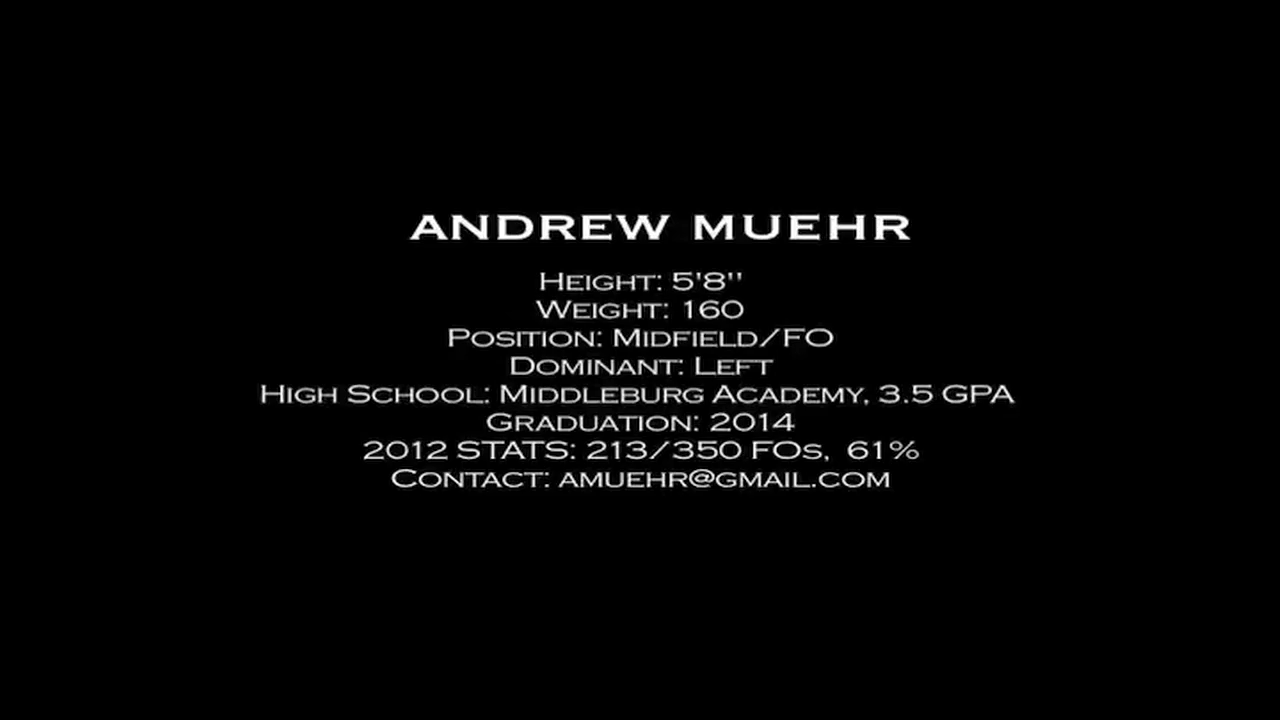 ANDREW MUEHR
HEIGHT: 5'8''
WEIGHT: 160
POSITION: MIDFIELD/FO
DOMINANT: LEFT
HIGH SCHOOL: MIDDLEBURG ACADEMY, 3.5 GPA
GRADUATION: 2014
2012 STATS: 213/350 FOS, 61%
CONTACT: AMUEHR@GMAIL.COM